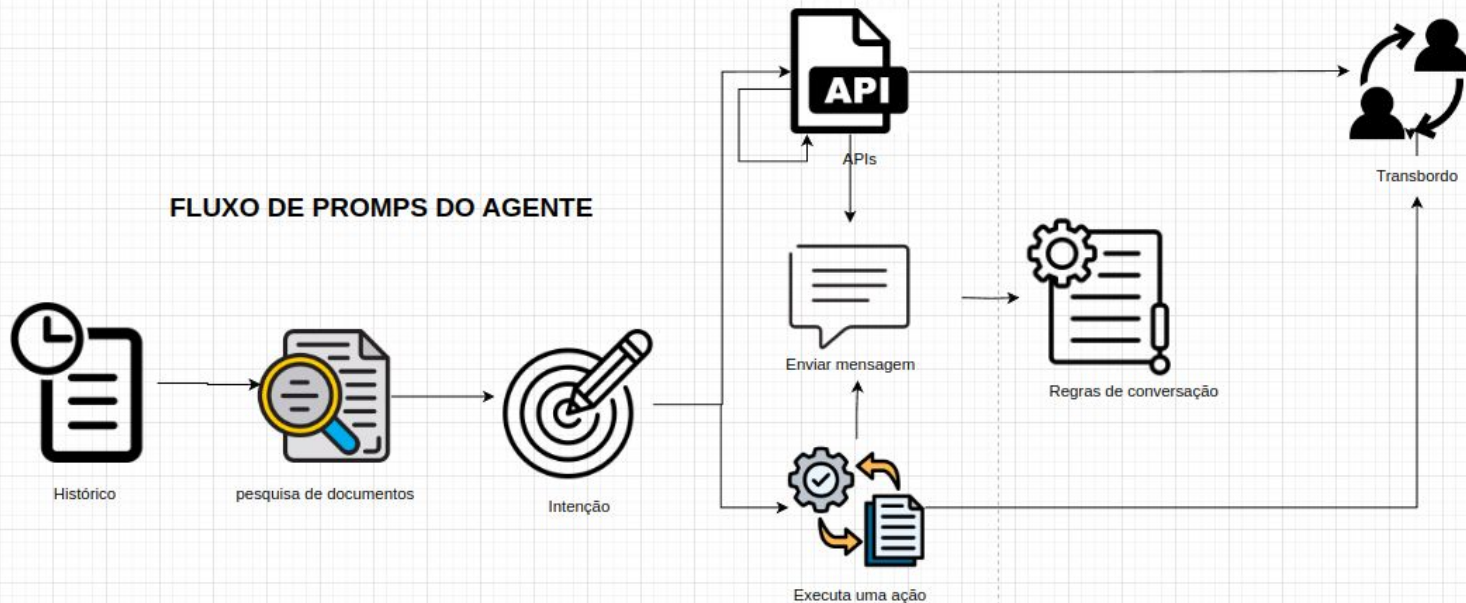 API
APIs
Transbordo
FLUXO DE PROMPS DO AGENTE
Enviar mensagem
Regras de conversação
Histórico
pesquisa de documentos
Intenção
Executa uma ação